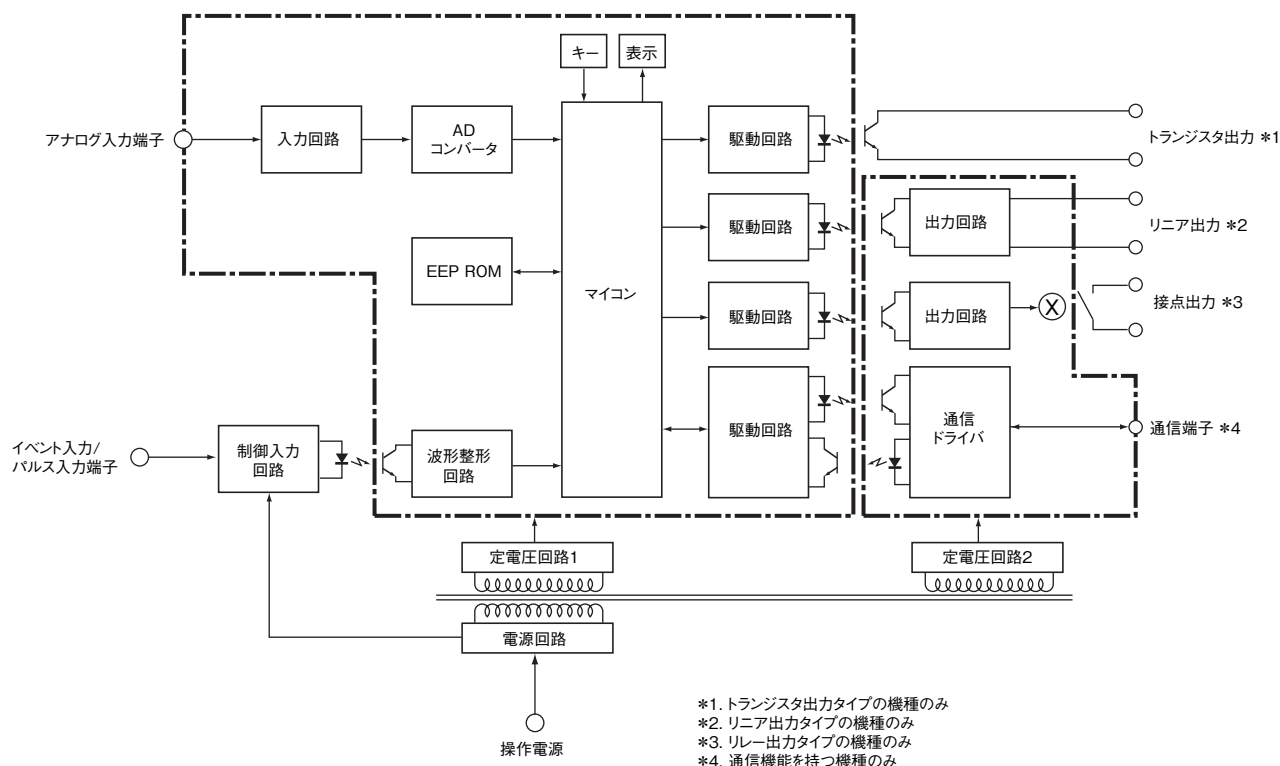 キー
表示
アナログ入力端子
入力回路
AD
コンバータ
駆動回路
トランジスタ出力 *1
駆動回路
出力回路
リニア出力 *2
EEP ROM
マイコン
駆動回路
出力回路
X
接点出力 *3
イベント入力/
パルス入力端子
制御入力
回路
波形整形
回路
駆動回路
通信
ドライバ
通信端子 *4
定電圧回路1
定電圧回路2
電源回路
操作電源
*1. トランジスタ出力タイプの機種のみ
*2. リニア出力タイプの機種のみ
*3. リレー出力タイプの機種のみ
*4. 通信機能を持つ機種のみ